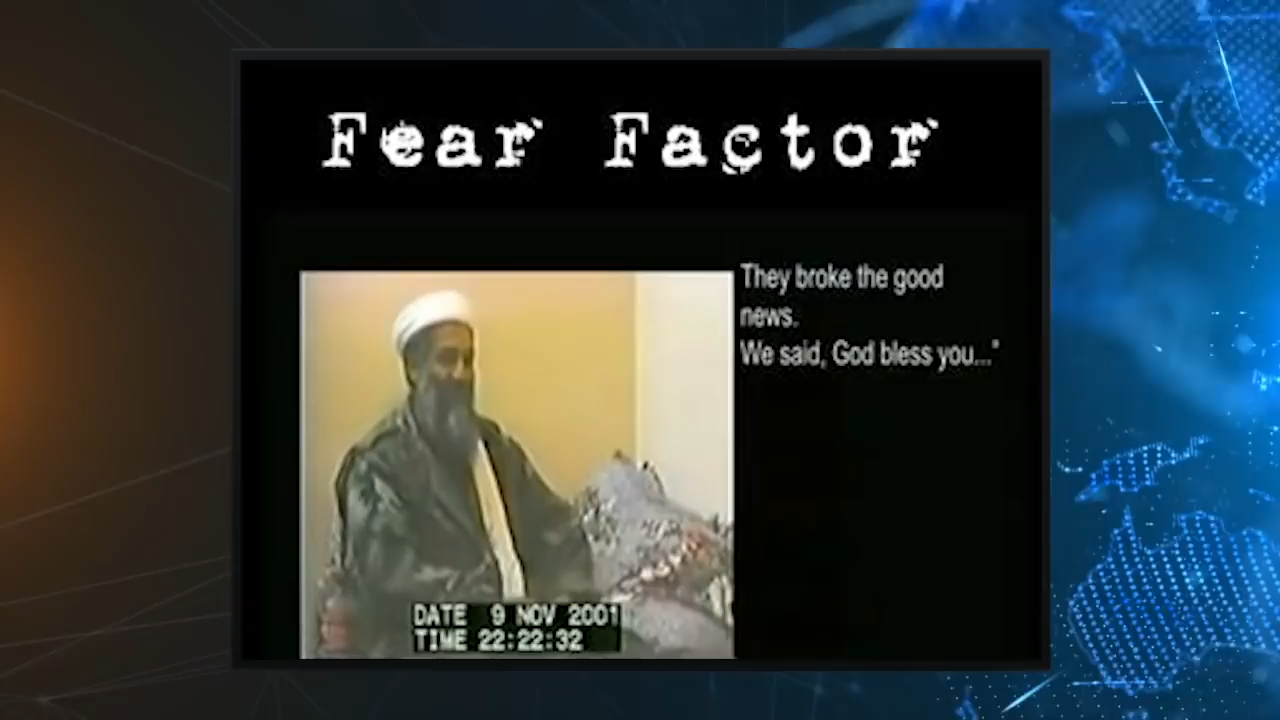 Fear Factor
They broke the good
news.
We said, God bless you..."
DATE 9 NOV 2001
TIME 22:22:32